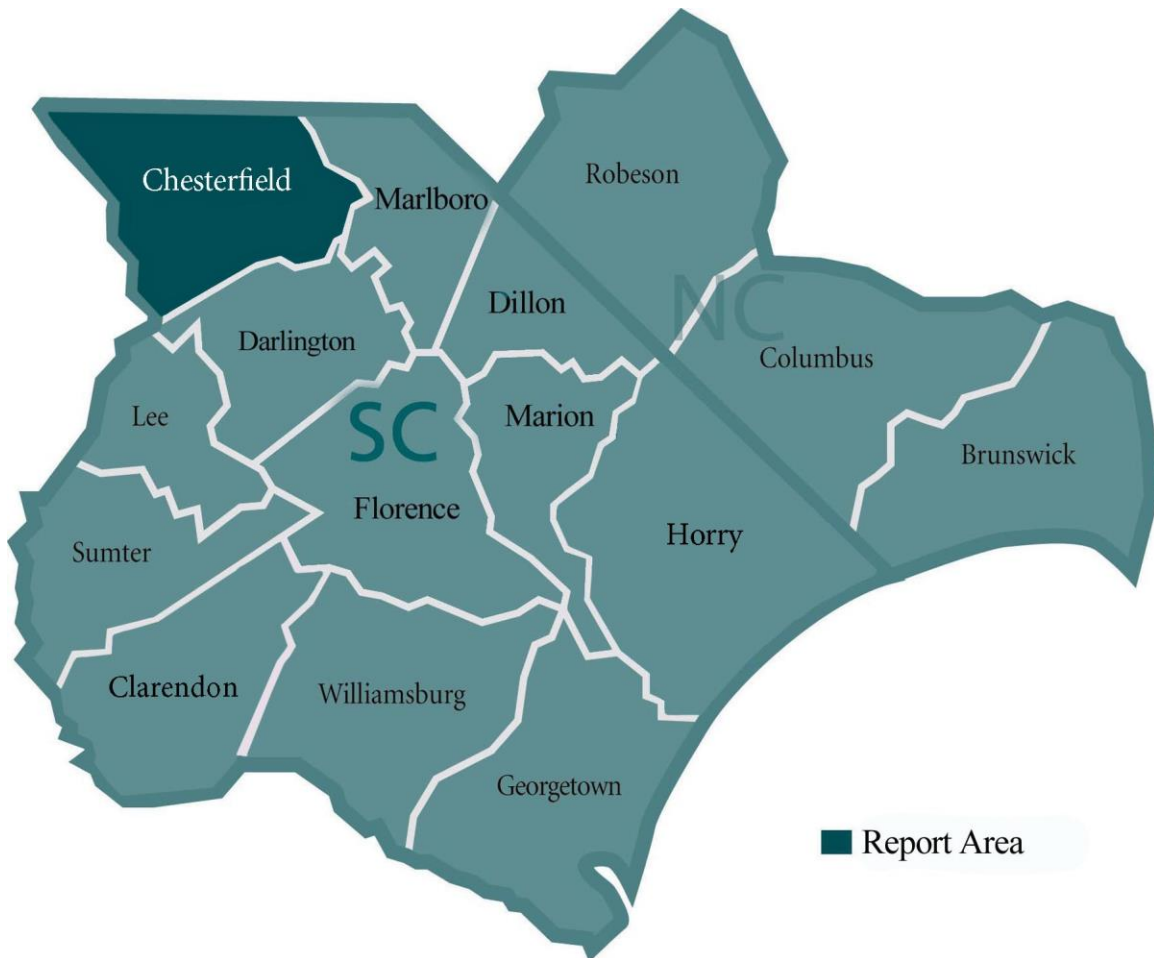 Chesterfield
Marlboro
Robeson
Dillon
NC
Darlington
Columbus
Lee
SC
Marion
Brunswick
Florence
Horry
Sumter
Clarendon
Williamsburg
Georgetown
Report Area